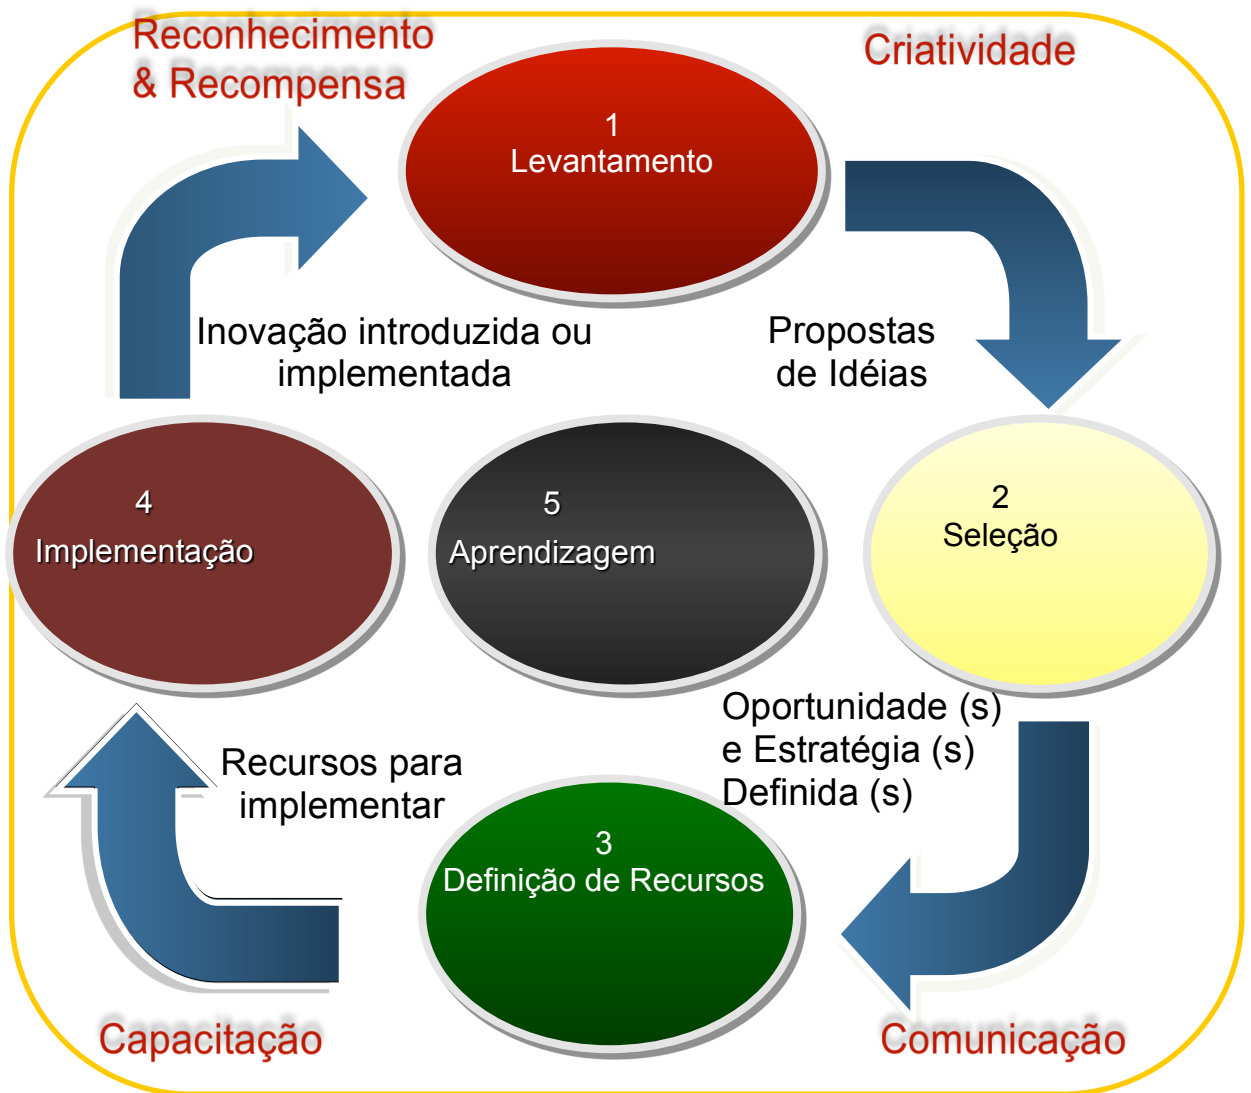 Reconhecimento
& Recompensa
Criatividade
1
Levantamento
Inovação introduzida ou
implementada
Propostas
de Idéias
4
Implementação
5
Aprendizagem
2
Seleção
Oportunidade (s)
e Estratégia (s)
Definida (s)
Recursos para
implementar
3
Definição de Recursos
Capacitação
Comunicação